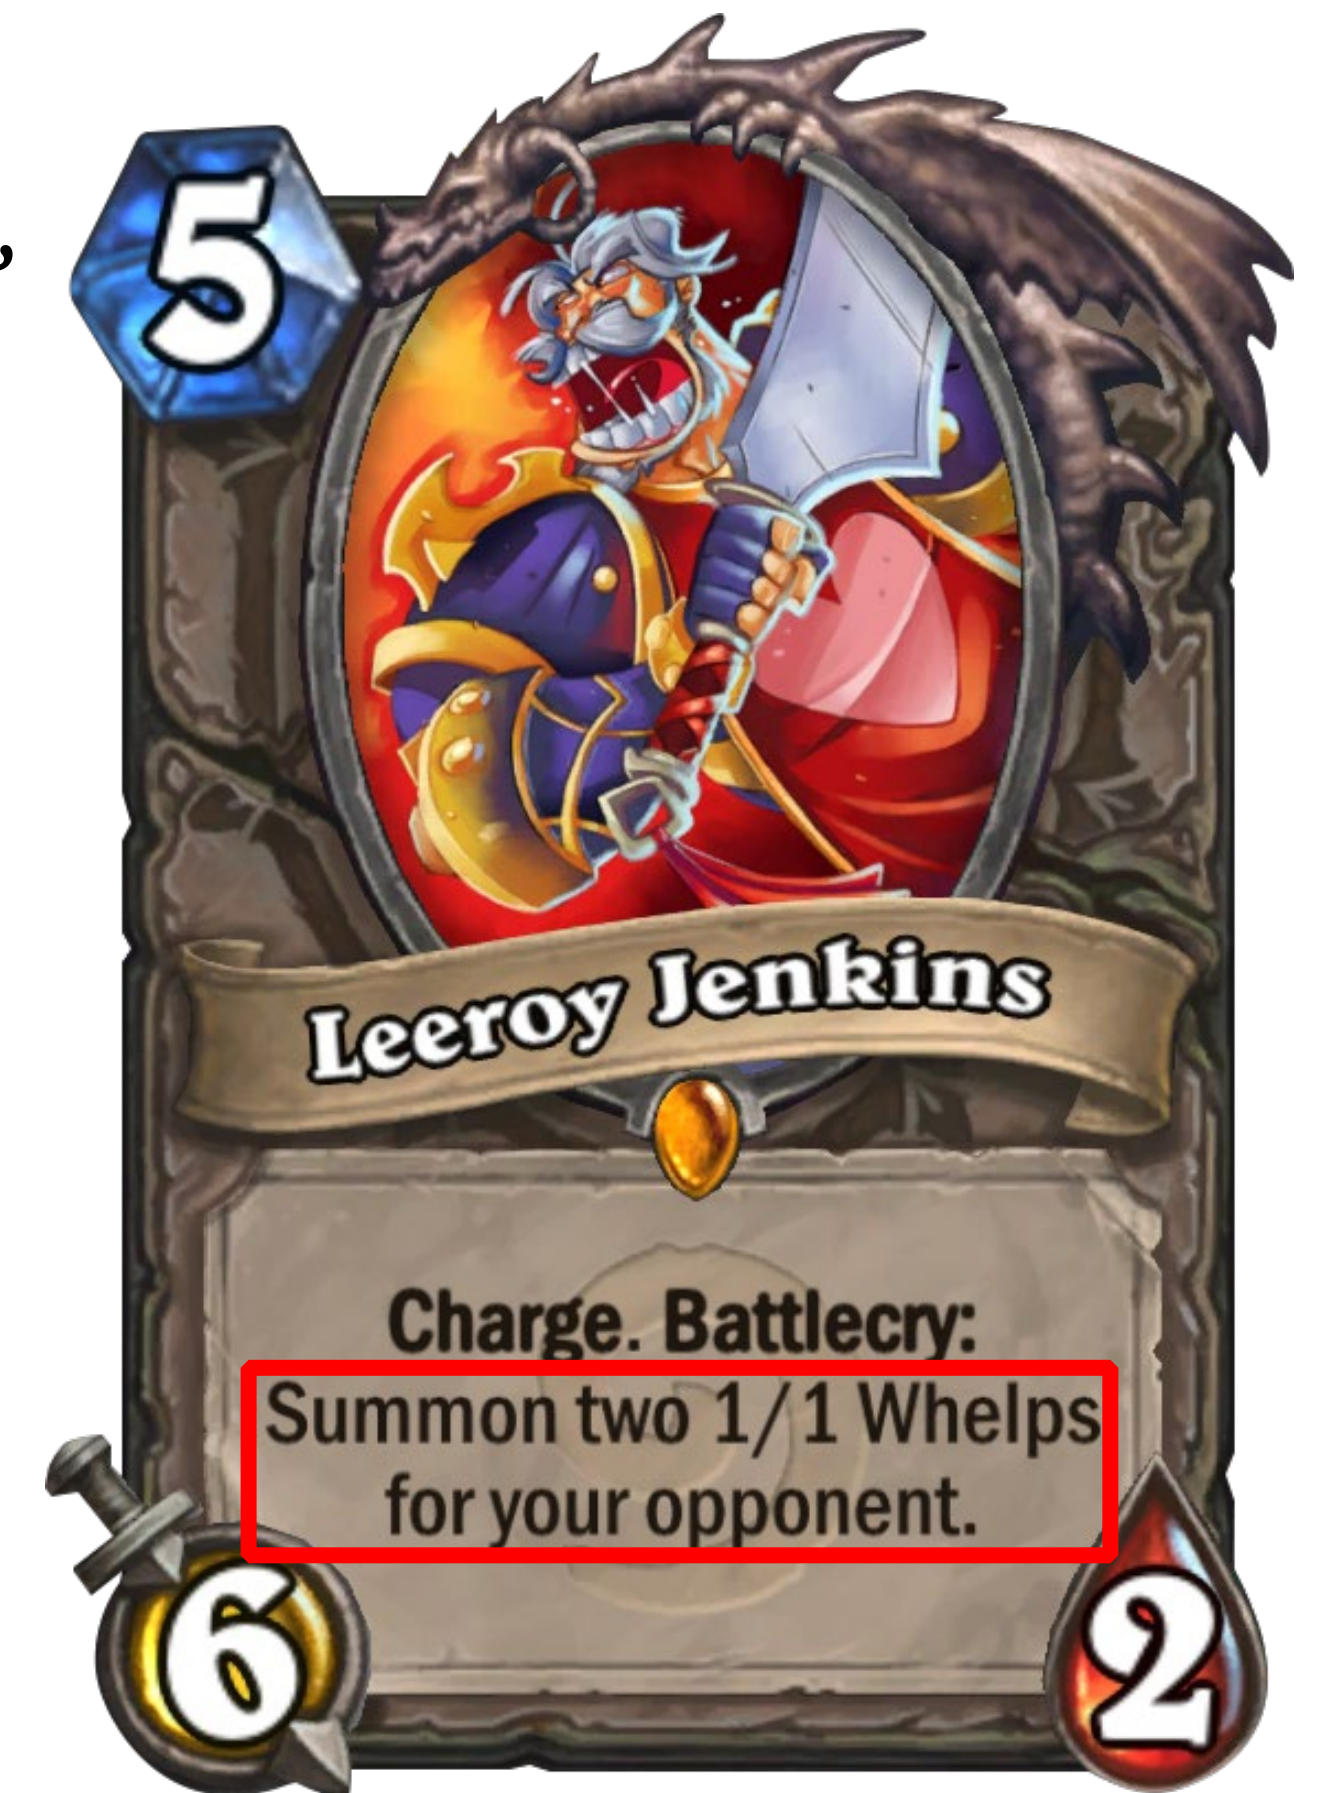 ,
5
Leeroy Jenkins
Charge. Battlecry:
Summon two 1/1 Whelps
for your opponent.
6
2